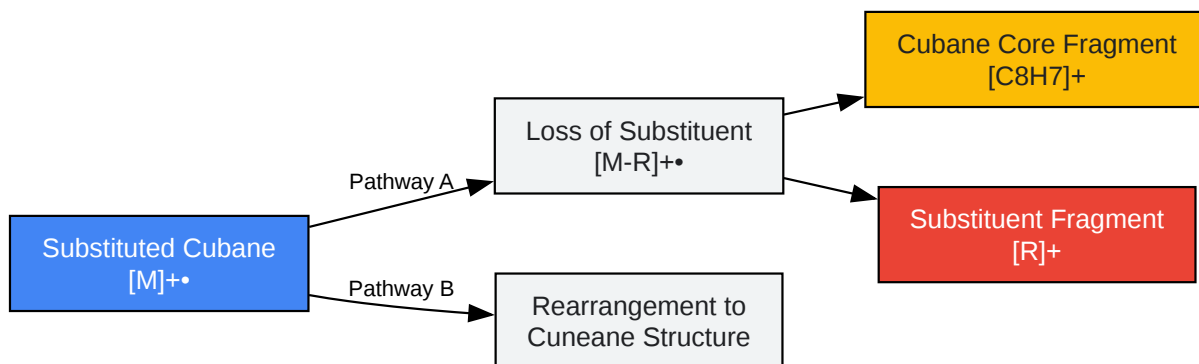 Substituted Cubane
[M]+•
Pathway A
Pathway B
Loss of Substituent
[M-R]+•
Rearrangement to
Cuneane Structure
Cubane Core Fragment
[C8H7]+
Substituent Fragment
[R]+